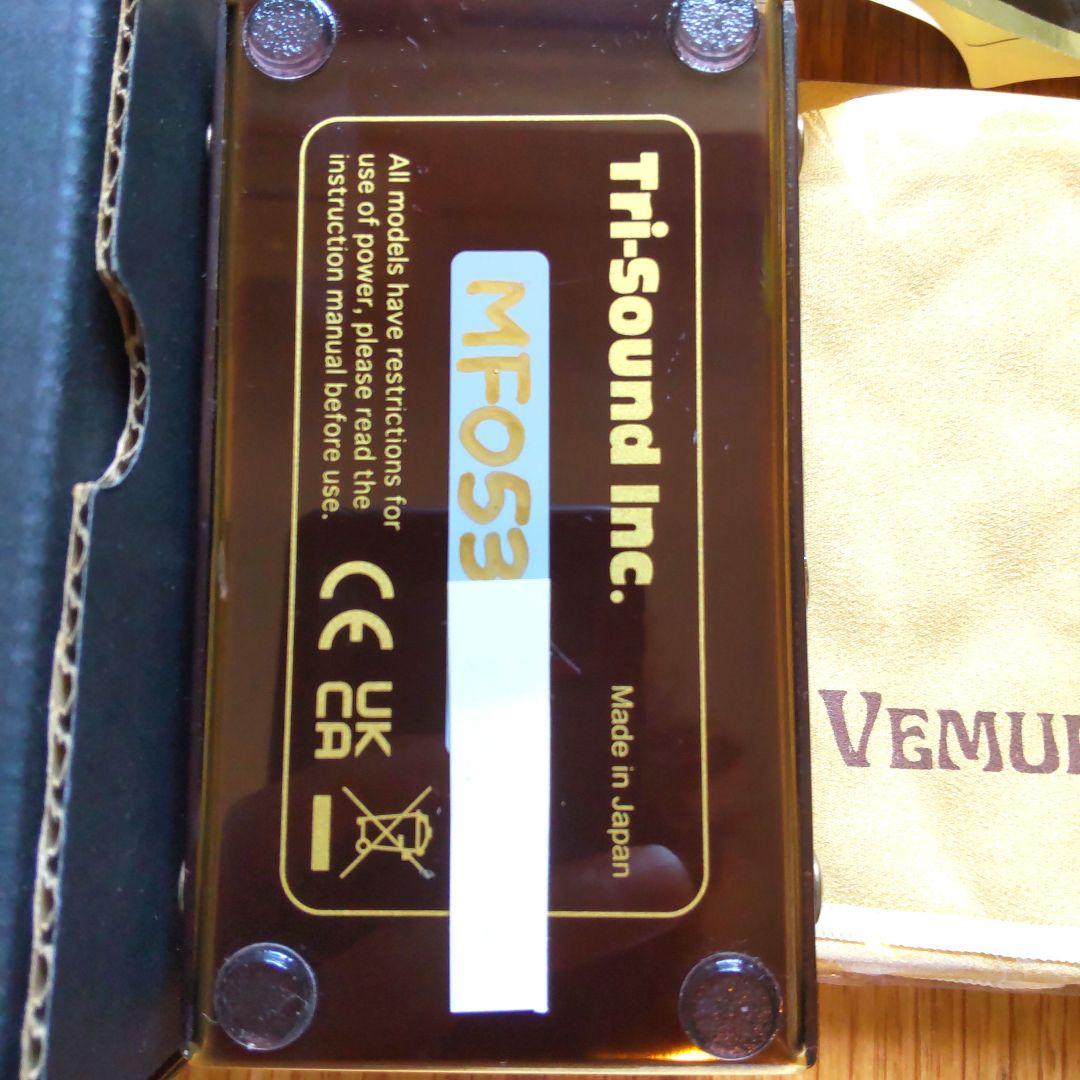 Tri-Sound Inc.
Made in Japan
MF053
All models have restrictions for
use of power, please read the
instruction manual before use.
CE
UK
CA
VEMU